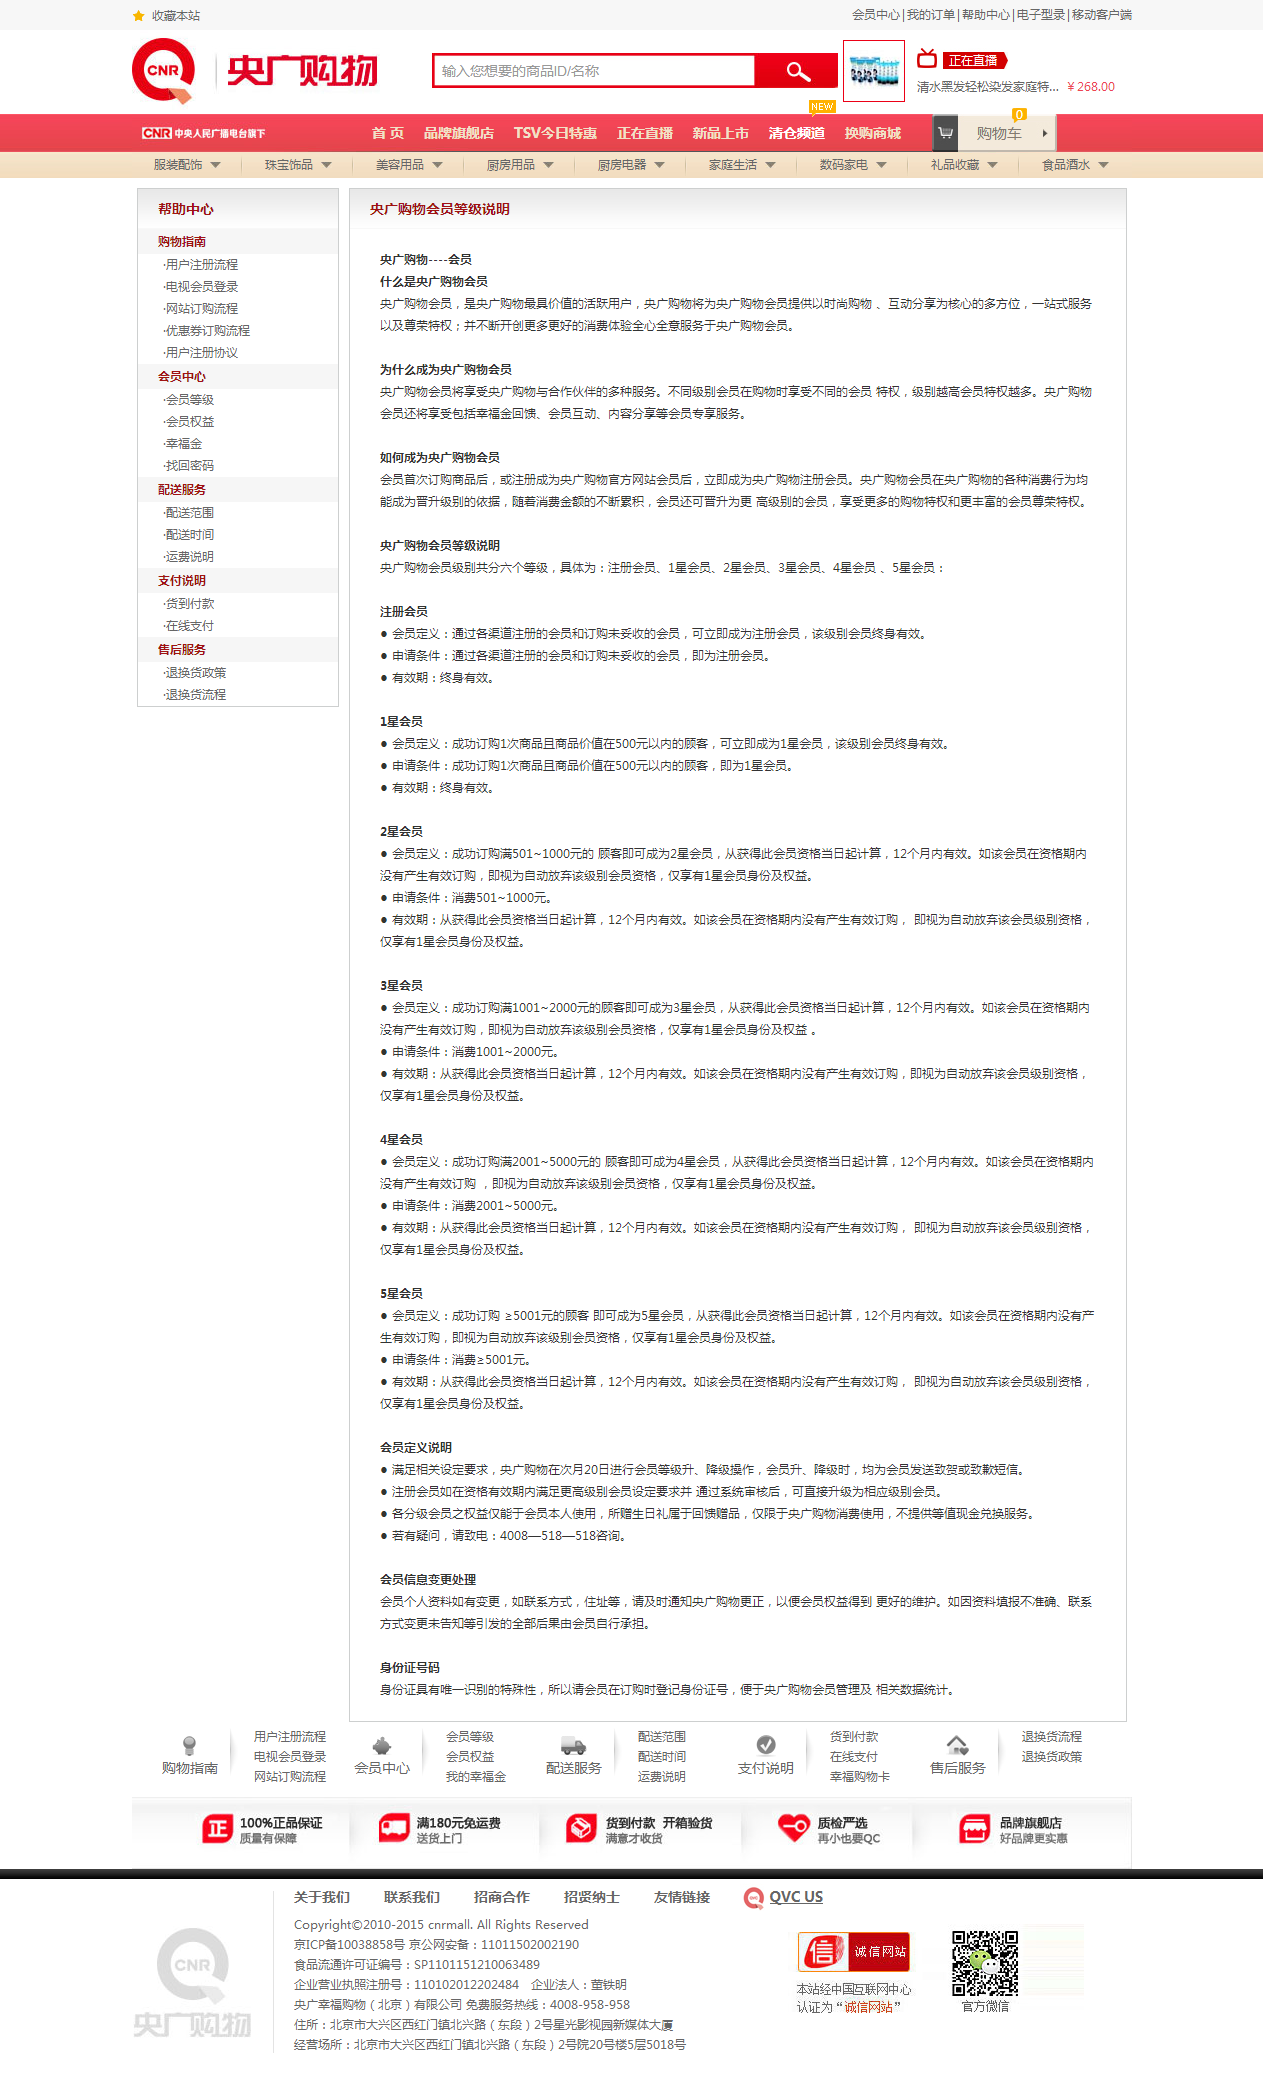 收藏本站
会员中心|我的订单|帮助中心|电子型录|移动客户端
CNR 央广购物
输入您想要的商品ID/名称
正在直播
清水黑发轻松染发家庭特... ￥268.00
NEW
CNR 中央人民广播电台旗下
首 页 品牌旗舰店 TSV今日特惠 正在直播 新品上市 清仓频道 换购商城
0
购物车
服装配饰 珠宝饰品 美容用品 厨房用品 厨房电器 家庭生活 数码家电 礼品收藏 食品酒水
帮助中心
购物指南
·用户注册流程
·电视会员登录
·网站订购流程
·优惠券订购流程
·用户注册协议
会员中心
·会员等级
·会员权益
·幸福金
·找回密码
配送服务
·配送范围
·配送时间
·运费说明
支付说明
·货到付款
·在线支付
售后服务
·退换货政策
·退换货流程
央广购物会员等级说明
央广购物----会员
什么是央广购物会员
央广购物会员，是央广购物最具价值的活跃用户，央广购物将为央广购物会员提供以时尚购物 、互动分享为核心的多方位，一站式服务
以及尊荣特权；并不断开创更多更好的消费体验全心全意服务于央广购物会员。
为什么成为央广购物会员
央广购物会员将享受央广购物与合作伙伴的多种服务。不同级别会员在购物时享受不同的会员 特权，级别越高会员特权越多。央广购物
会员还将享受包括幸福金回馈、会员互动、内容分享等会员专享服务。
如何成为央广购物会员
会员首次订购商品后，或注册成为央广购物官方网站会员后，立即成为央广购物注册会员。央广购物会员在央广购物的各种消费行为均
能成为晋升级别的依据，随着消费金额的不断累积，会员还可晋升为更 高级别的会员，享受更多的购物特权和更丰富的会员尊荣特权。
央广购物会员等级说明
央广购物会员级别共分六个等级，具体为：注册会员、1星会员、2星会员、3星会员、4星会员 、5星会员：
注册会员
● 会员定义：通过各渠道注册的会员和订购未妥收的会员，可立即成为注册会员，该级别会员终身有效。
● 申请条件：通过各渠道注册的会员和订购未妥收的会员，即为注册会员。
● 有效期：终身有效。
1星会员
● 会员定义：成功订购1次商品且商品价值在500元以内的顾客，可立即成为1星会员，该级别会员终身有效。
● 申请条件：成功订购1次商品且商品价值在500元以内的顾客，即为1星会员。
● 有效期：终身有效。
2星会员
● 会员定义：成功订购满501~1000元的 顾客即可成为2星会员，从获得此会员资格当日起计算，12个月内有效。如该会员在资格期内
没有产生有效订购，即视为自动放弃该级别会员资格，仅享有1星会员身份及权益。
● 申请条件：消费501~1000元。
● 有效期：从获得此会员资格当日起计算，12个月内有效。如该会员在资格期内没有产生有效订购， 即视为自动放弃该会员级别资格，
仅享有1星会员身份及权益。
3星会员
● 会员定义：成功订购满1001~2000元的顾客即可成为3星会员，从获得此会员资格当日起计算，12个月内有效。如该会员在资格期内
没有产生有效订购，即视为自动放弃该级别会员资格，仅享有1星会员身份及权益 。
● 申请条件：消费1001~2000元。
● 有效期：从获得此会员资格当日起计算，12个月内有效。如该会员在资格期内没有产生有效订购，即视为自动放弃该会员级别资格，
仅享有1星会员身份及权益。
4星会员
● 会员定义：成功订购满2001~5000元的 顾客即可成为4星会员，从获得此会员资格当日起计算，12个月内有效。如该会员在资格期内
没有产生有效订购 ，即视为自动放弃该级别会员资格，仅享有1星会员身份及权益。
● 申请条件：消费2001~5000元。
● 有效期：从获得此会员资格当日起计算，12个月内有效。如该会员在资格期内没有产生有效订购， 即视为自动放弃该会员级别资格，
仅享有1星会员身份及权益。
5星会员
● 会员定义：成功订购 ≥5001元的顾客 即可成为5星会员，从获得此会员资格当日起计算，12个月内有效。如该会员在资格期内没有产
生有效订购，即视为自动放弃该级别会员资格，仅享有1星会员身份及权益。
● 申请条件：消费≥5001元。
● 有效期：从获得此会员资格当日起计算，12个月内有效。如该会员在资格期内没有产生有效订购， 即视为自动放弃该会员级别资格，
仅享有1星会员身份及权益。
会员定义说明
● 满足相关设定要求，央广购物在次月20日进行会员等级升、降级操作，会员升、降级时，均为会员发送致贺或致歉短信。
● 注册会员如在资格有效期内满足更高级别会员设定要求并 通过系统审核后，可直接升级为相应级别会员。
● 各分级会员之权益仅能于会员本人使用，所赠生日礼属于回馈赠品，仅限于央广购物消费使用，不提供等值现金兑换服务。
● 若有疑问，请致电：4008—518—518咨询。
会员信息变更处理
会员个人资料如有变更，如联系方式，住址等，请及时通知央广购物更正，以便会员权益得到 更好的维护。如因资料填报不准确、联系
方式变更未告知等引发的全部后果由会员自行承担。
身份证号码
身份证具有唯一识别的特殊性，所以请会员在订购时登记身份证号，便于央广购物会员管理及 相关数据统计。
购物指南
用户注册流程
电视会员登录
网站订购流程
会员中心
会员等级
会员权益
我的幸福金
配送服务
配送范围
配送时间
运费说明
支付说明
货到付款
在线支付
幸福购物卡
售后服务
退换货流程
退换货政策
正 100%正品保证
质量有保障
满180元免运费
送货上门
货到付款 开箱验货
满意才收货
质检严选
再小也要QC
品牌旗舰店
好品牌更实惠
关于我们 联系我们 招商合作 招贤纳士 友情链接 QVC US
CNR
央广购物
Copyright©2010-2015 cnrmall. All Rights Reserved
京ICP备10038858号 京公网安备：11011502002190
食品流通许可证编号：SP1101151210063489
企业营业执照注册号：110102012202484 企业法人：董铁明
央广幸福购物（北京）有限公司 免费服务热线：4008-958-958
住所：北京市大兴区西红门镇北兴路（东段）2号星光影视园新媒体大厦
经营场所：北京市大兴区西红门镇北兴路（东段）2号院20号楼5层5018号
信 诚信网站
本站经中国互联网中心
认证为“诚信网站”
官方微信